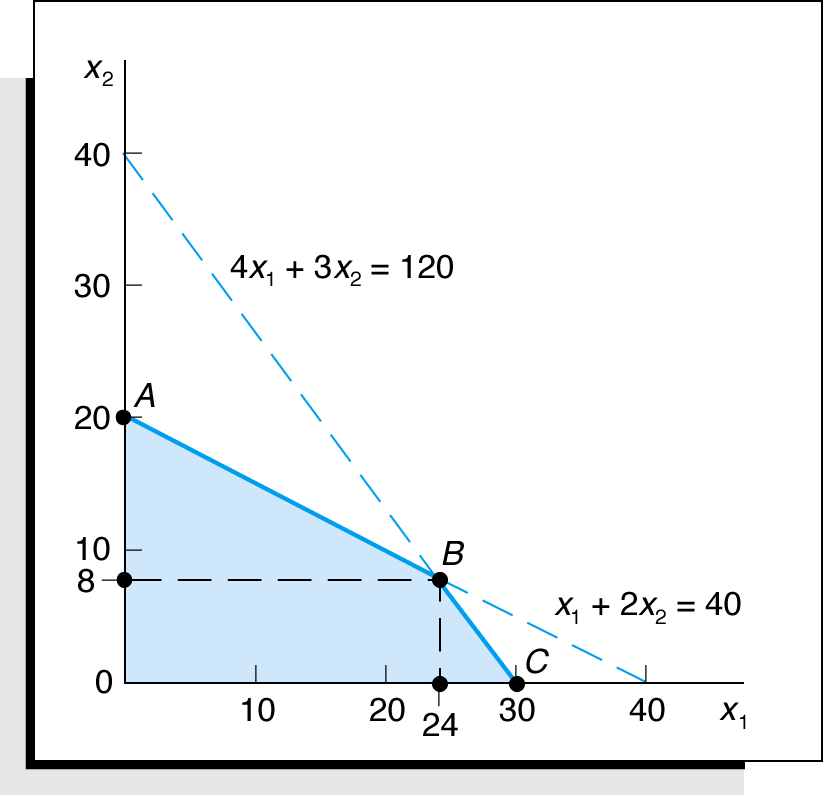 x₂
40
4x₁ + 3x₂ = 120
30
A
20
10
B
8
x₁ + 2x₂ = 40
C
0
10 20 24 30 40 x₁